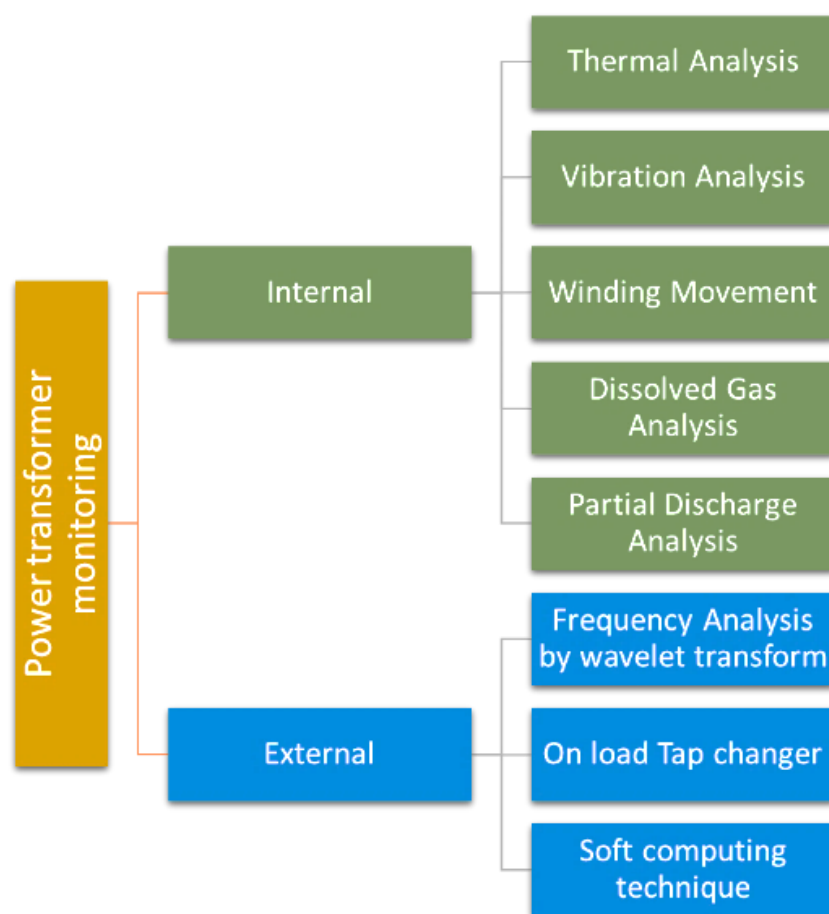 Power transformer
monitoring
Internal
Thermal Analysis
Vibration Analysis
Winding Movement
Dissolved Gas
Analysis
Partial Discharge
Analysis
External
Frequency Analysis
by wavelet transform
On load Tap changer
Soft computing
technique